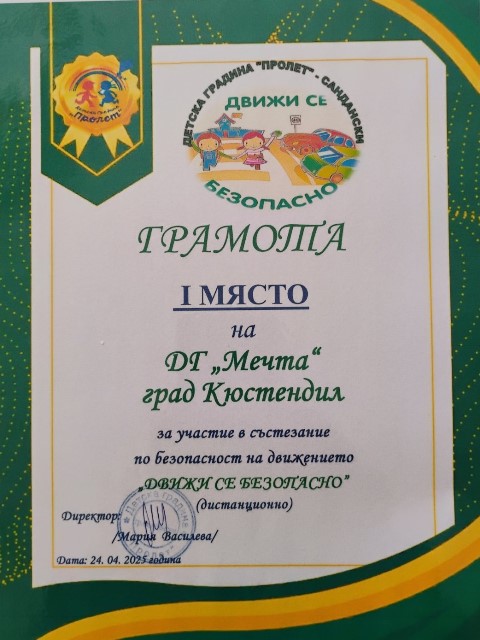 "Пролет"
ДЕТСКА ГРАДИНА "ПРОЛЕТ" - САНДАНСКИ
ДВИЖИ СЕ
БЕЗОПАСНО
ГРАМОТА
I МЯСТО
на
ДГ „Мечта“
град Кюстендил
за участие в състезание
по безопасност на движението
„ДВИЖИ СЕ БЕЗОПАСНО”
(дистанционно)
Директор:
/Мария Василева/
Дата: 24. 04. 2025 година